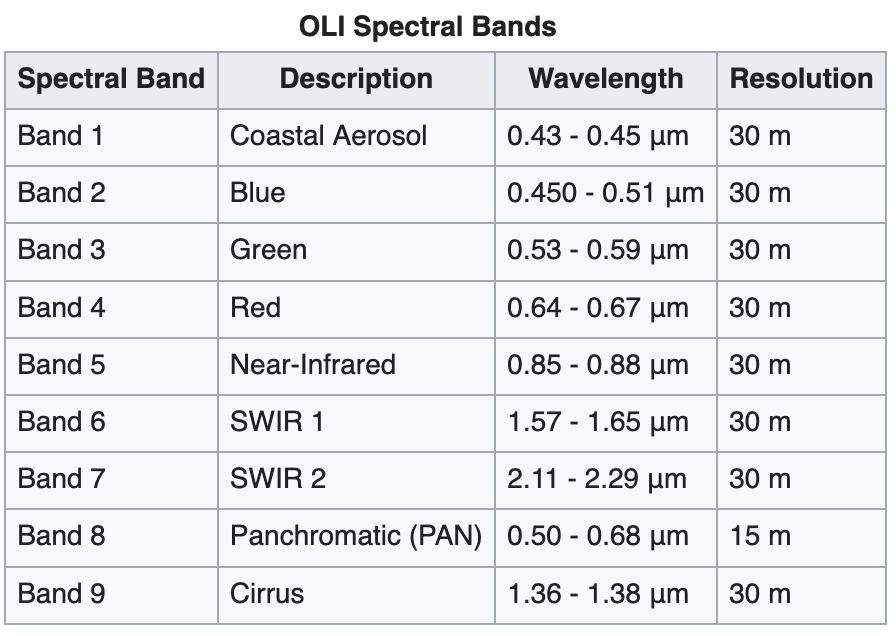 OLI Spectral Bands
Spectral Band Description Wavelength Resolution
Band 1 Coastal Aerosol 0.43 - 0.45 μm 30 m
Band 2 Blue 0.450 - 0.51 μm 30 m
Band 3 Green 0.53 - 0.59 μm 30 m
Band 4 Red 0.64 - 0.67 μm 30 m
Band 5 Near-Infrared 0.85 - 0.88 μm 30 m
Band 6 SWIR 1 1.57 - 1.65 μm 30 m
Band 7 SWIR 2 2.11 - 2.29 μm 30 m
Band 8 Panchromatic (PAN) 0.50 - 0.68 μm 15 m
Band 9 Cirrus 1.36 - 1.38 μm 30 m